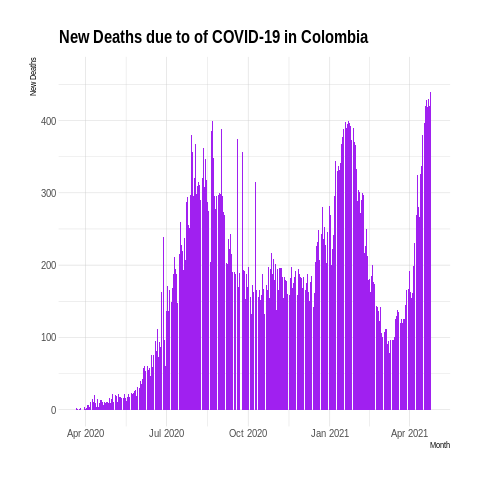 New Deaths due to of COVID-19 in Colombia
New Deaths
400
300
200
100
0
Apr 2020 Jul 2020 Oct 2020 Jan 2021 Apr 2021
Month